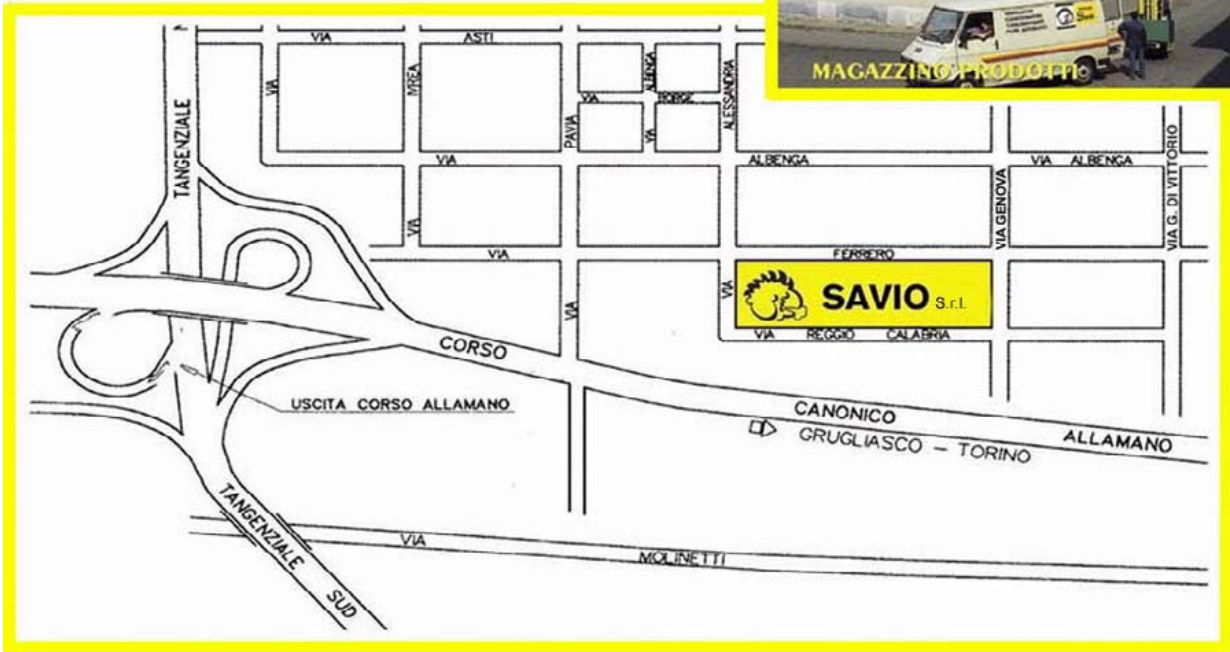 MAGAZZINO PRODOTTI
VIA ASTI
VIA
IVREA
ALBENGA
VIA BORGE
PAVIA
VIA
ALESSANDRIA
TANGENZIALE
VIA ALBENGA
VIA ALBENGA
VIA GENOVA
VIA G. DI VITTORIO
VIA
VIA FERRERO
VIA
VIA
SAVIO S.r.l.
VIA REGGIO CALABRIA
CORSO CANONICO ALLAMANO
USCITA CORSO ALLAMANO
GRUGLIASCO - TORINO
TANGENZIALE SUD
VIA MOLINETTI